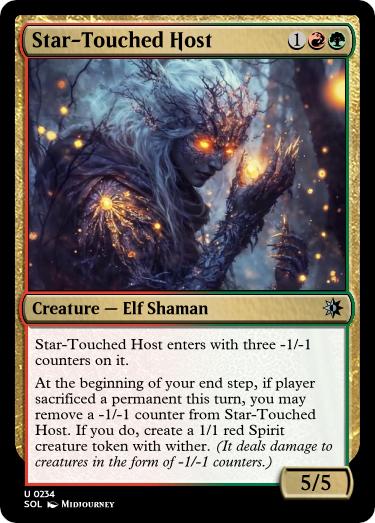 Star-Touched Host 1
Creature — Elf Shaman
Star-Touched Host enters with three -1/-1
counters on it.
At the beginning of your end step, if player
sacrificed a permanent this turn, you may
remove a -1/-1 counter from Star-Touched
Host. If you do, create a 1/1 red Spirit
creature token with wither. (It deals damage to
creatures in the form of -1/-1 counters.)
5/5
U 0234
SOL Midjourney